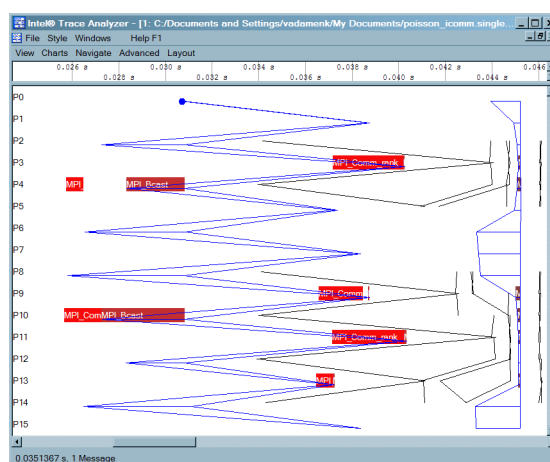 Intel® Trace Analyzer - [1: C:/Documents and Settings/vadamenk/My Documents/poisson_icomm.single...
File Style Windows Help F1
View Charts Navigate Advanced Layout
0.026 s 0.030 s 0.034 s 0.038 s 0.042 s 0.046
0.028 s 0.032 s 0.036 s 0.040 s 0.044 s
P0
P1
P2
P3 MPI_Comm_rank
P4 MPI MPI_Bcast
P5
P6
P7
P8
P9 MPI_Comm
P10 MPI_ComMPI_Bcast
P11 MPI_Comm_rank
P12
P13 MPI
P14
P15
0.0351367 s, 1 Message